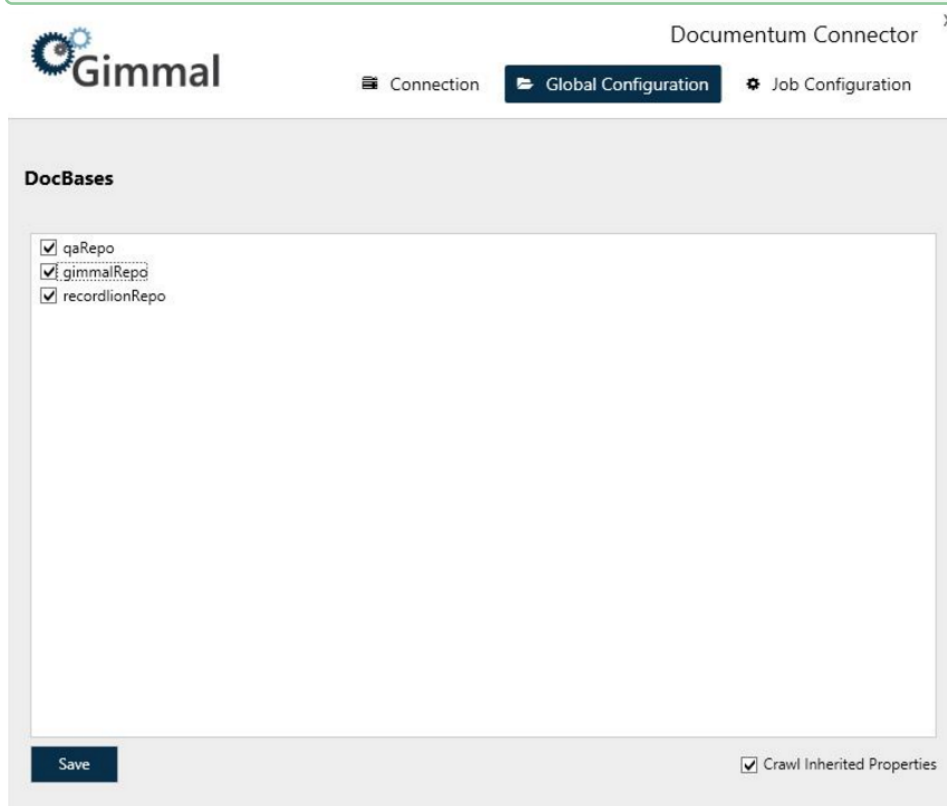 Gimmal
Documentum Connector
Connection
Global Configuration
Job Configuration
DocBases
qaRepo
gimmalRepo
recordlionRepo
Save
Crawl Inherited Properties